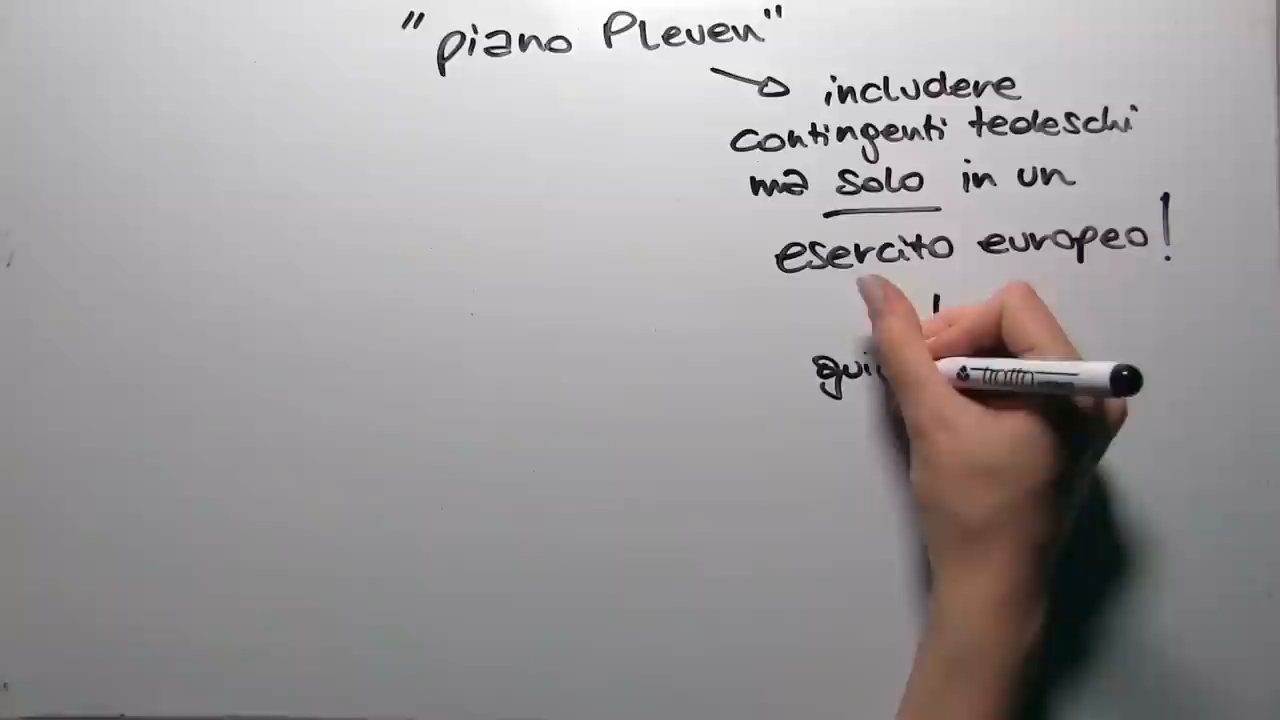 "piano Pleven"
includere
contingenti tedeschi
ma solo in un
esercito europeo!